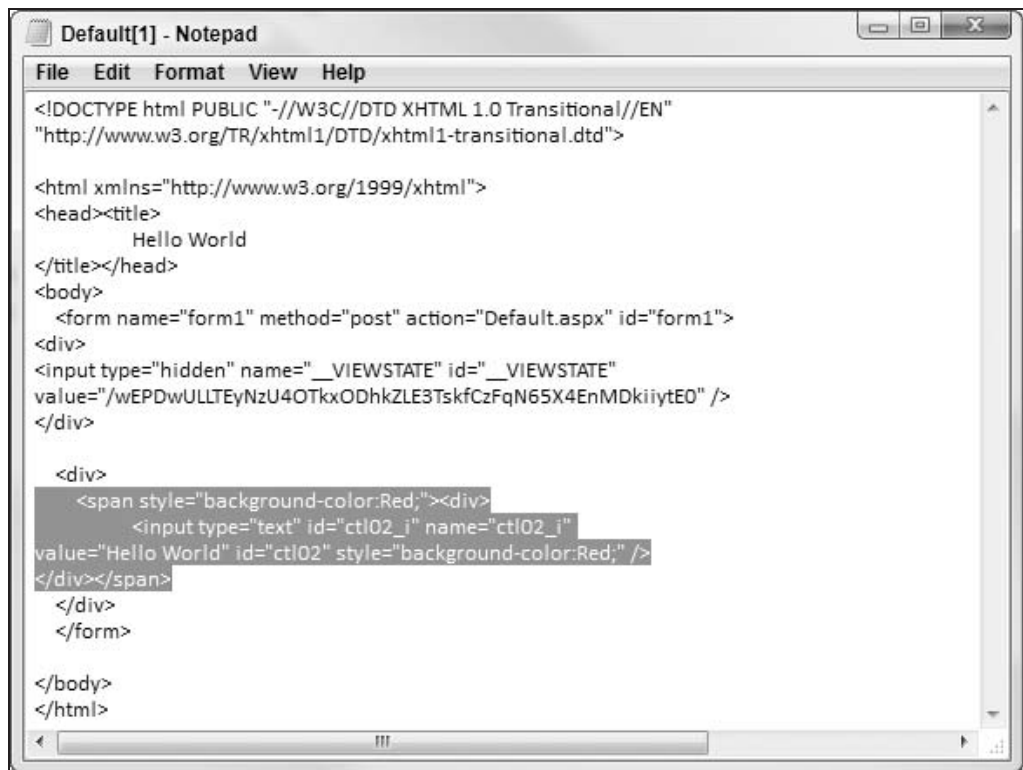 Default[1] - Notepad
File Edit Format View Help
<!DOCTYPE html PUBLIC "-//W3C//DTD XHTML 1.0 Transitional//EN"
"http://www.w3.org/TR/xhtml1/DTD/xhtml1-transitional.dtd">
<html xmlns="http://www.w3.org/1999/xhtml">
<head><title>
Hello World
</title></head>
<body>
<form name="form1" method="post" action="Default.aspx" id="form1">
<div>
<input type="hidden" name="__VIEWSTATE" id="__VIEWSTATE"
value="/wEPDwULLTEyNzU4OTkxODhkZLE3TskfCzFqN65X4EnMDkiiytE0" />
</div>
<div>
<span style="background-color:Red;"><div>
<input type="text" id="ctl02_i" name="ctl02_i"
value="Hello World" id="ctl02" style="background-color:Red;" />
</div></span>
</div>
</form>
</body>
</html>